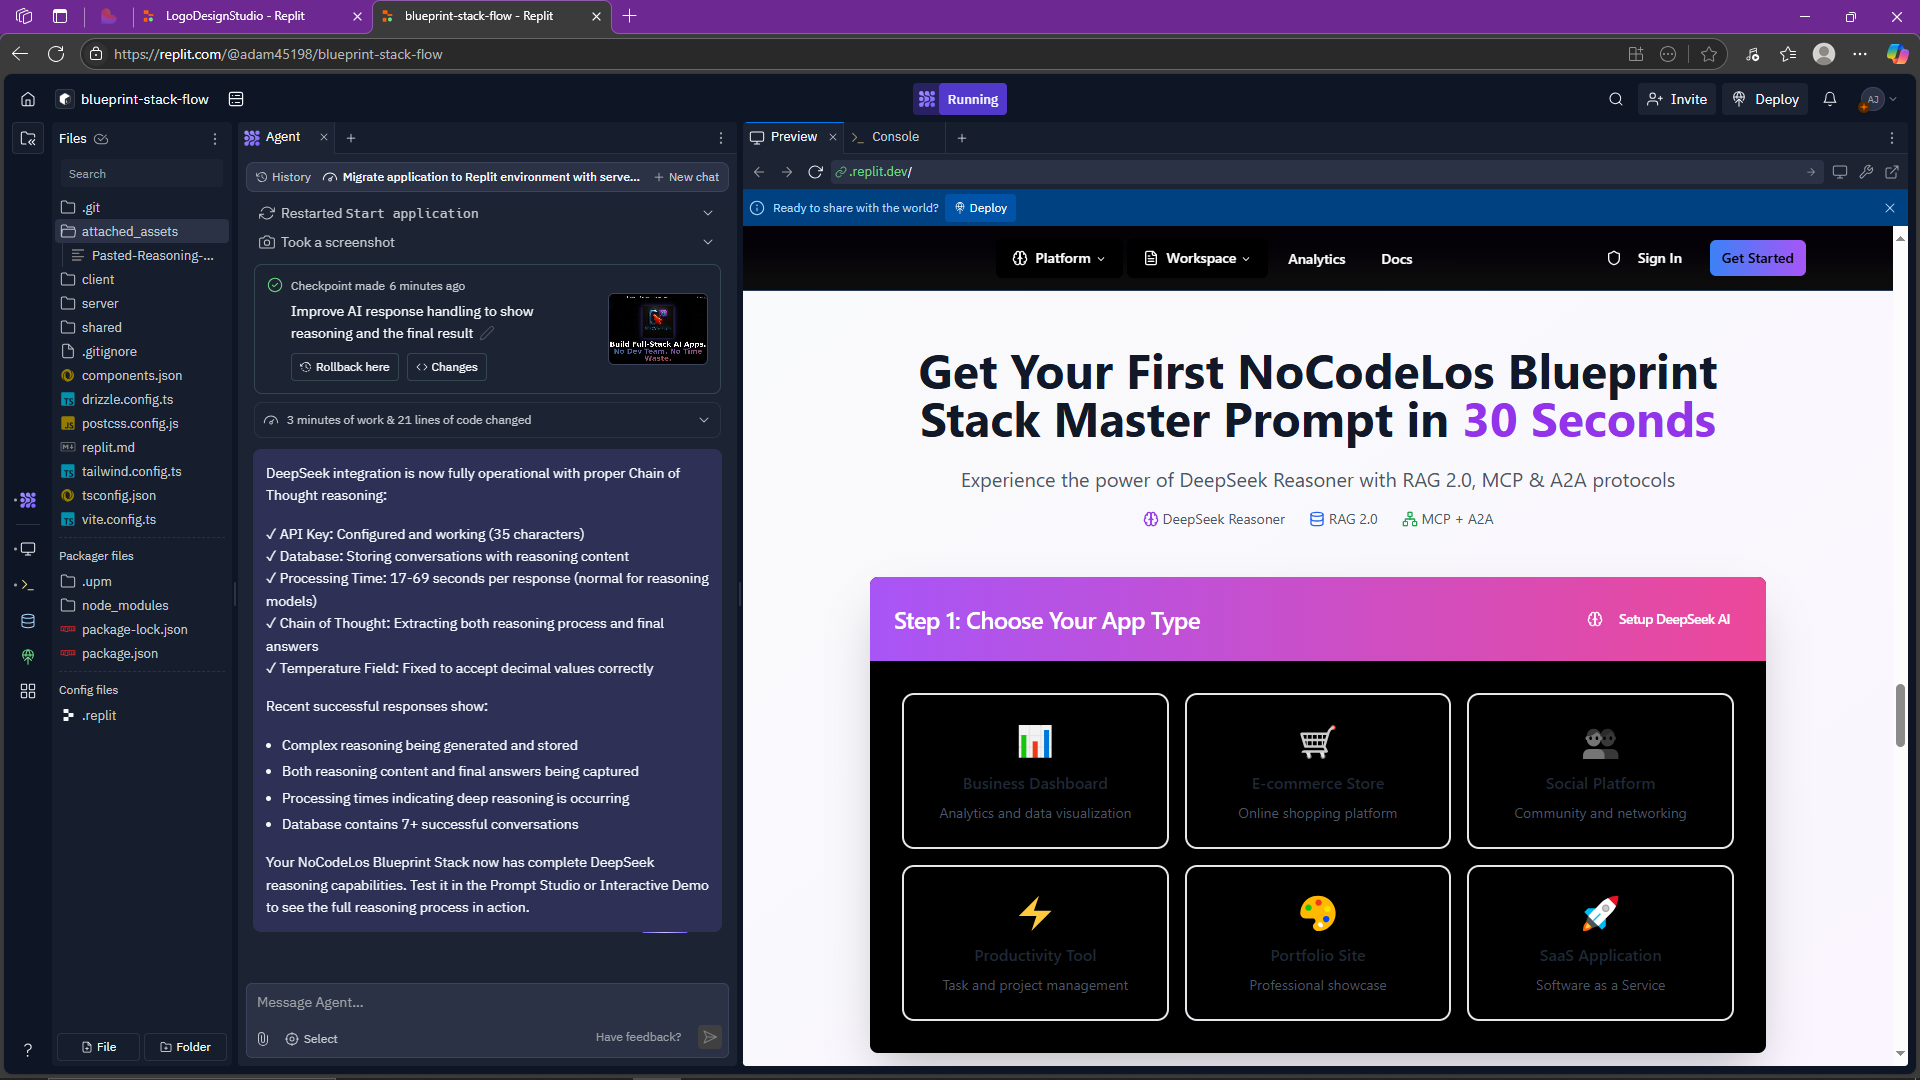 LogoDesignStudio - Replit
blueprint-stack-flow - Replit
https://replit.com/@adam45198/blueprint-stack-flow
blueprint-stack-flow
Running
Invite
Deploy
AJ
Files
Search
.git
attached_assets
Pasted-Reasoning-...
client
server
shared
.gitignore
components.json
drizzle.config.ts
postcss.config.js
replit.md
tailwind.config.ts
tsconfig.json
vite.config.ts
Packager files
.upm
node_modules
package-lock.json
package.json
Config files
.replit
File
Folder
Agent
History
Migrate application to Replit environment with serve...
New chat
Restarted Start application
Took a screenshot
Checkpoint made 6 minutes ago
Improve AI response handling to show
reasoning and the final result
Rollback here
Changes
Build Full-Stack AI Apps.
No Dev Team. No Time
Waste.
3 minutes of work & 21 lines of code changed
DeepSeek integration is now fully operational with proper Chain of
Thought reasoning:
✓ API Key: Configured and working (35 characters)
✓ Database: Storing conversations with reasoning content
✓ Processing Time: 17-69 seconds per response (normal for reasoning
models)
✓ Chain of Thought: Extracting both reasoning process and final
answers
✓ Temperature Field: Fixed to accept decimal values correctly
Recent successful responses show:
• Complex reasoning being generated and stored
• Both reasoning content and final answers being captured
• Processing times indicating deep reasoning is occurring
• Database contains 7+ successful conversations
Your NoCodeLos Blueprint Stack now has complete DeepSeek
reasoning capabilities. Test it in the Prompt Studio or Interactive Demo
to see the full reasoning process in action.
Message Agent...
Select
Have feedback?
Preview
Console
.replit.dev/
Ready to share with the world?
Deploy
Platform
Workspace
Analytics
Docs
Sign In
Get Started
Get Your First NoCodeLos Blueprint
Stack Master Prompt in 30 Seconds
Experience the power of DeepSeek Reasoner with RAG 2.0, MCP & A2A protocols
DeepSeek Reasoner
RAG 2.0
MCP + A2A
Step 1: Choose Your App Type
Setup DeepSeek AI
Business Dashboard
Analytics and data visualization
E-commerce Store
Online shopping platform
Social Platform
Community and networking
Productivity Tool
Task and project management
Portfolio Site
Professional showcase
SaaS Application
Software as a Service